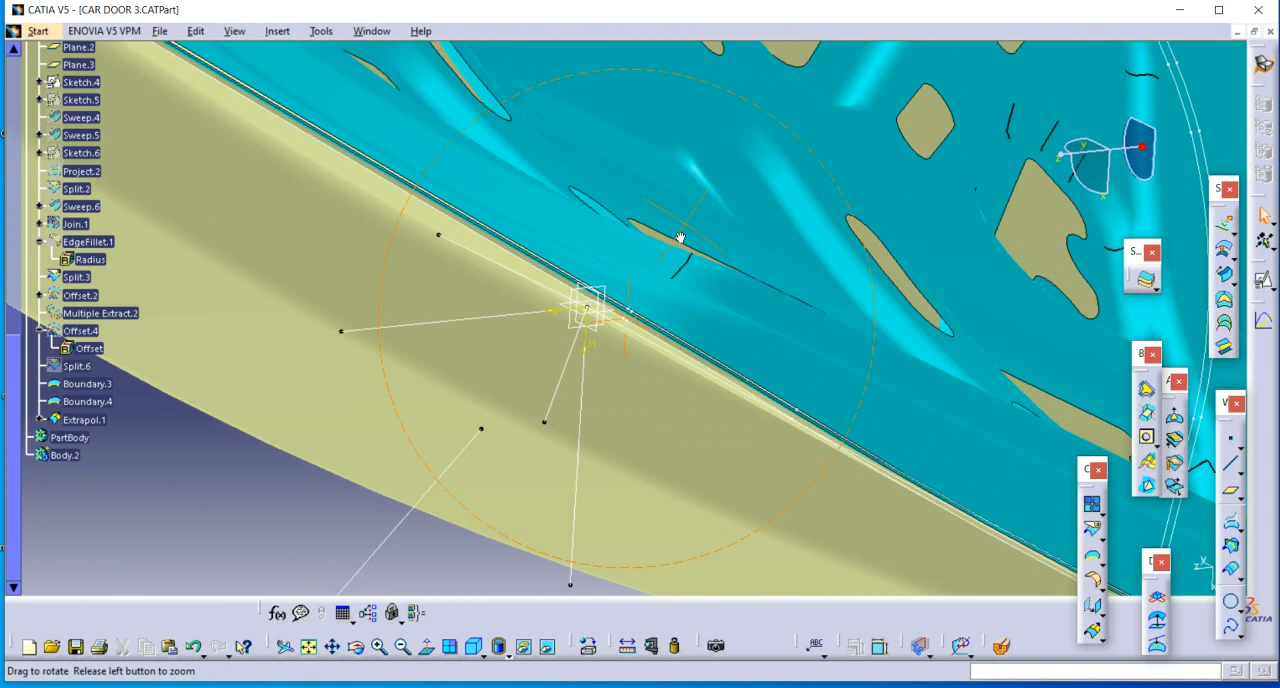 CATIA V5 - [CAR DOOR 3.CATPart]
Start ENOVIA V5 VPM File Edit View Insert Tools Window Help
Plane.2
Plane.3
Sketch.4
Sketch.5
Sweep.4
Sweep.5
Sketch.6
Project.2
Split.2
Sweep.6
Join.1
EdgeFillet.1
Radius
Split.3
Offset.2
Multiple Extract.2
Offset.4
Offset
Split.6
Boundary.3
Boundary.4
Extrapol.1
PartBody
Body.2
y
z
x
H
S...
S
B
A
W
C
D
z y
x
CATIA
f(x)
ABC
Drag to rotate Release left button to zoom